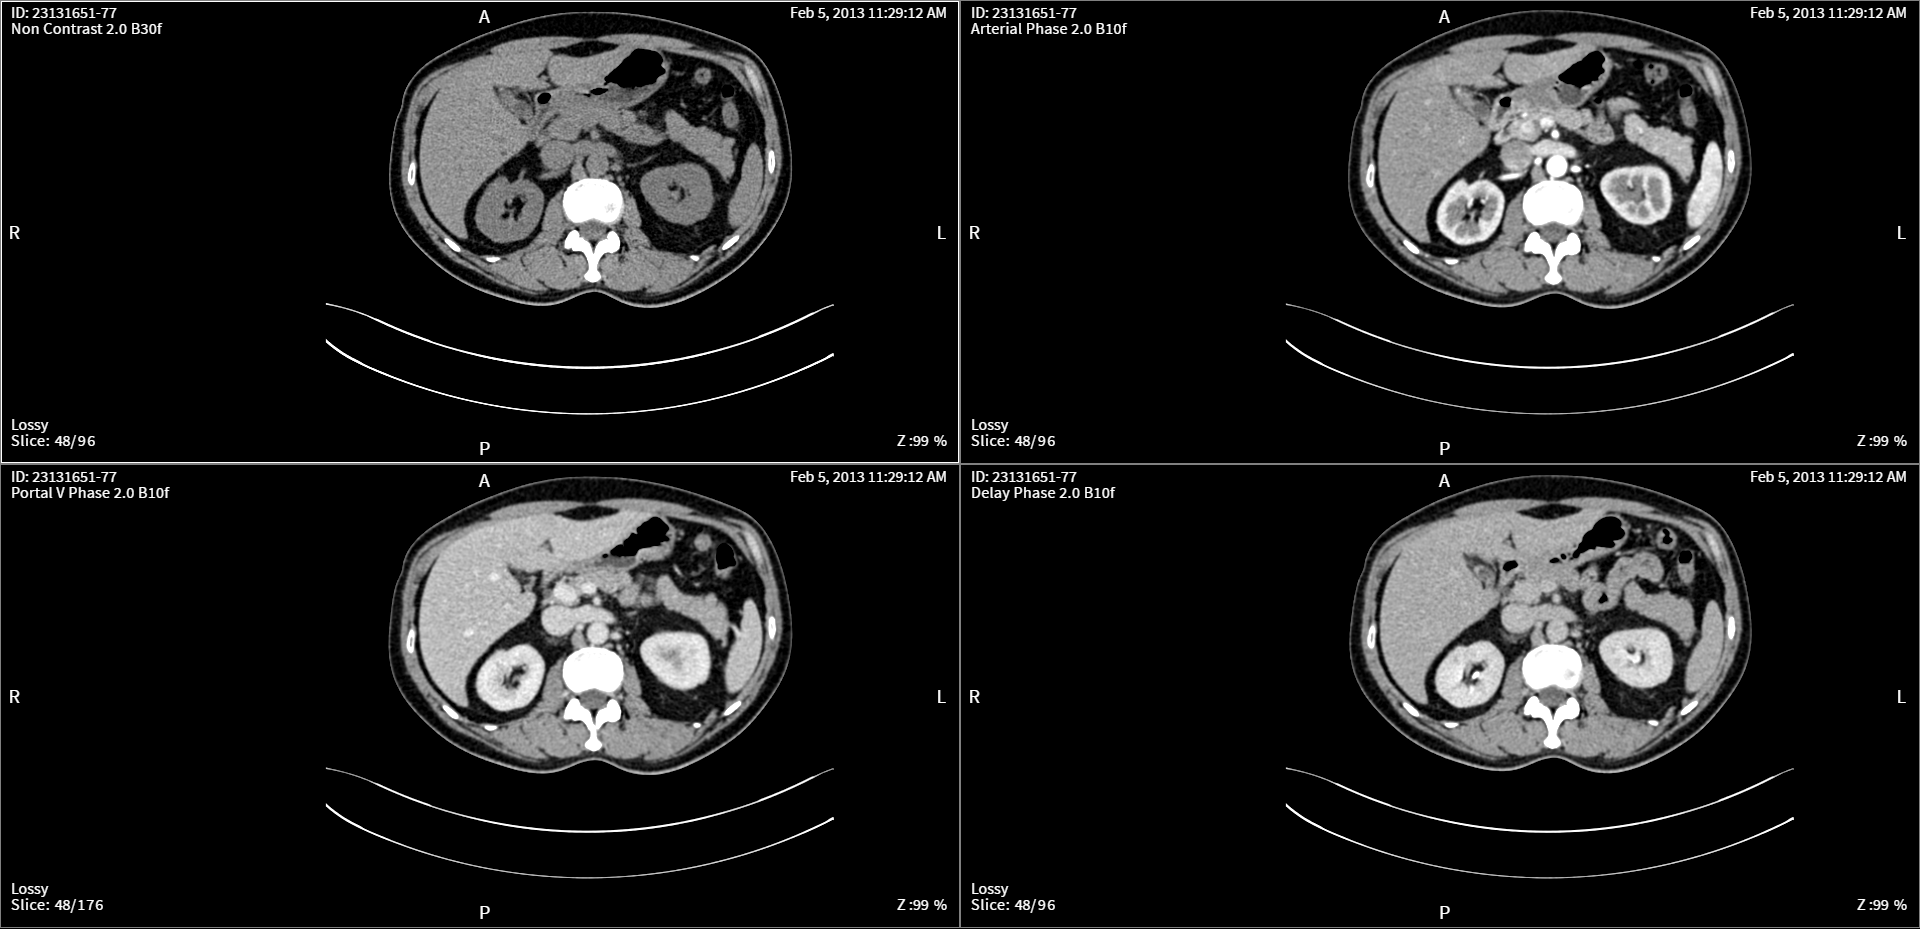 ID: 23131651-77
Non Contrast 2.0 B30f
A
Feb 5, 2013 11:29:12 AM
R
L
Lossy
Slice: 48/96
P
Z :99 %
ID: 23131651-77
Arterial Phase 2.0 B10f
A
Feb 5, 2013 11:29:12 AM
R
L
Lossy
Slice: 48/96
P
Z :99 %
ID: 23131651-77
Portal V Phase 2.0 B10f
A
Feb 5, 2013 11:29:12 AM
R
L
Lossy
Slice: 48/176
P
Z :99 %
ID: 23131651-77
Delay Phase 2.0 B10f
A
Feb 5, 2013 11:29:12 AM
R
L
Lossy
Slice: 48/96
P
Z :99 %